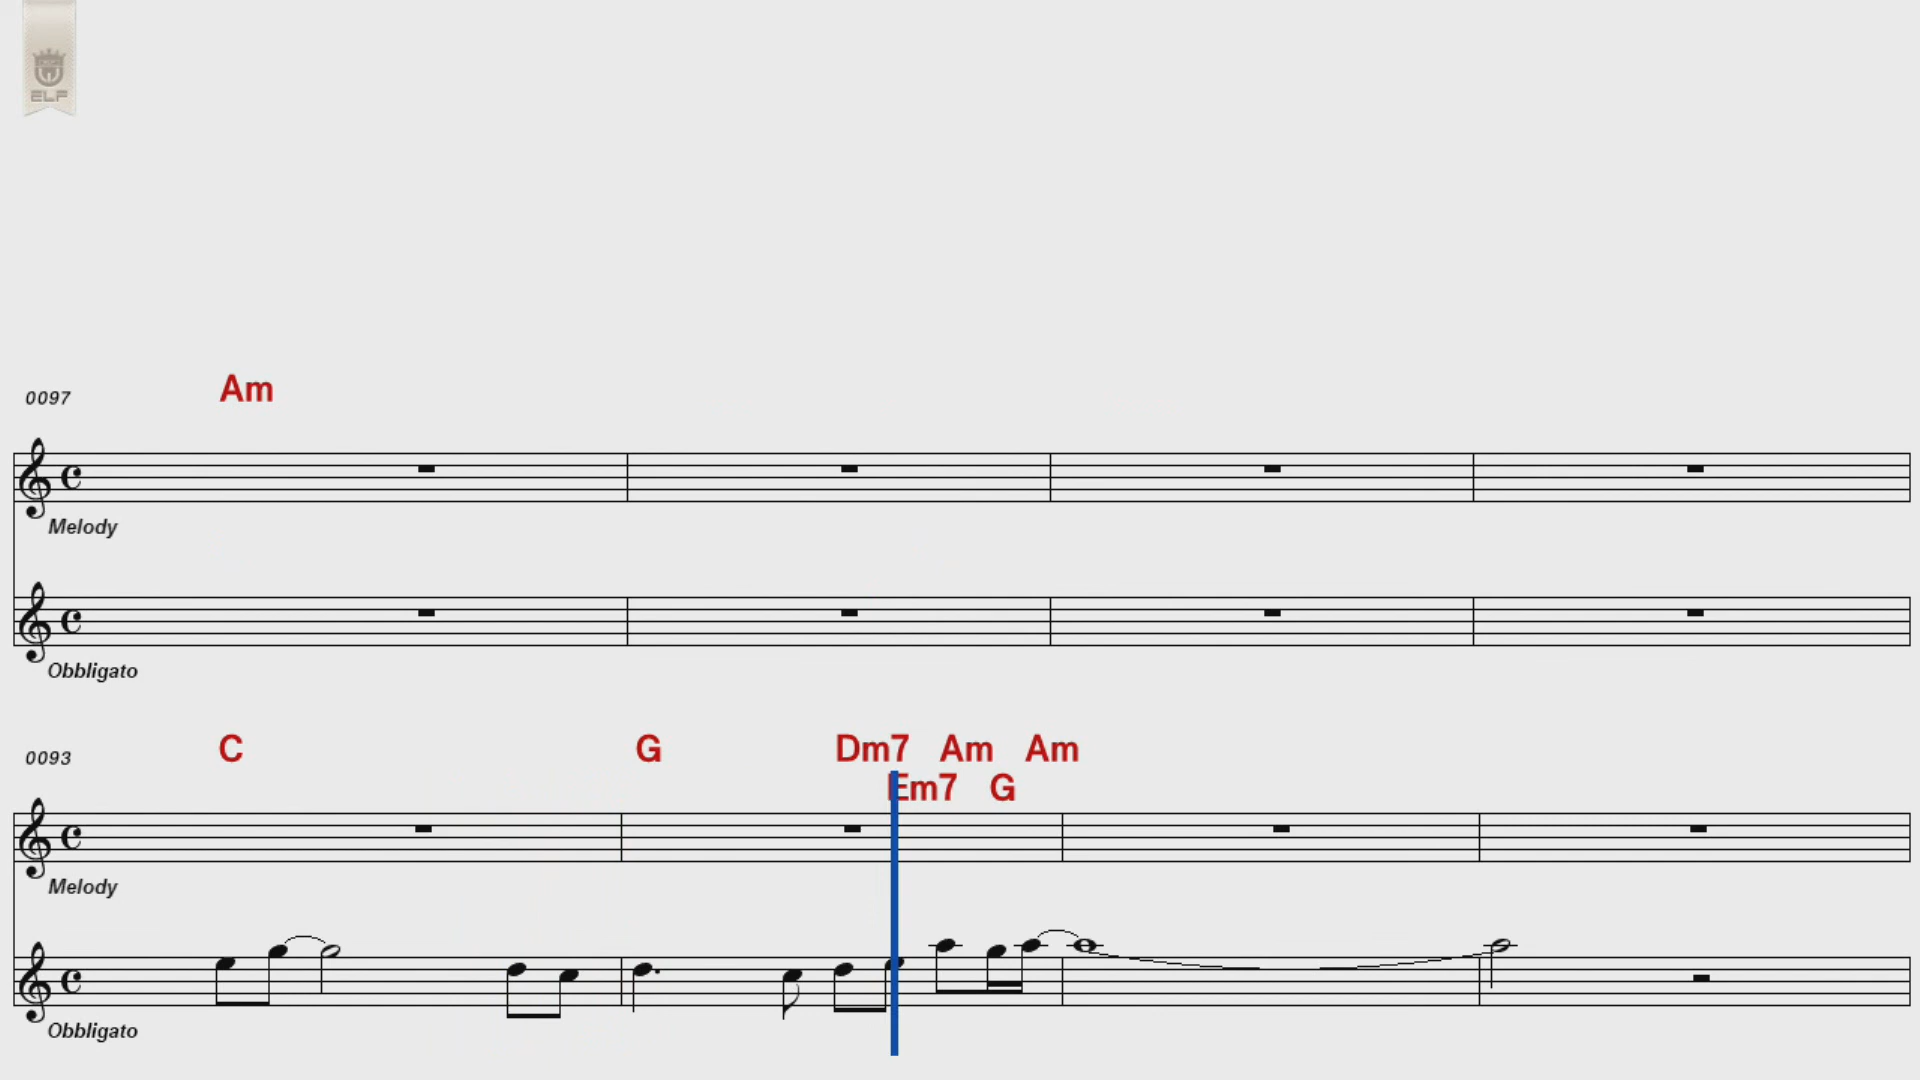 ELF
0097 Am
Melody
Obbligato
0093 C G Dm7 Am Am
Em7 G
Melody
Obbligato